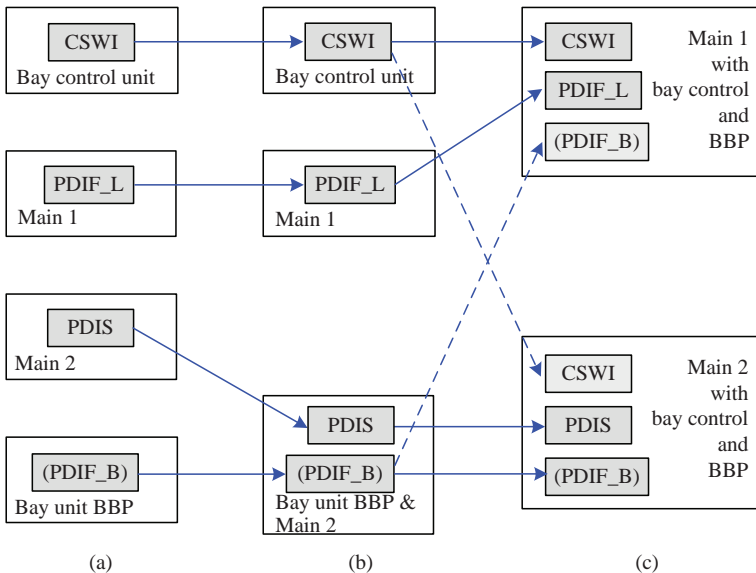 CSWI
Bay control unit
PDIF_L
Main 1
PDIS
Main 2
(PDIF_B)
Bay unit BBP
(a)
CSWI
Bay control unit
PDIF_L
Main 1
PDIS
(PDIF_B)
Bay unit BBP &
Main 2
(b)
CSWI
PDIF_L
(PDIF_B)
Main 1
with
bay control
and
BBP
CSWI
PDIS
(PDIF_B)
Main 2
with
bay control
and
BBP
(c)